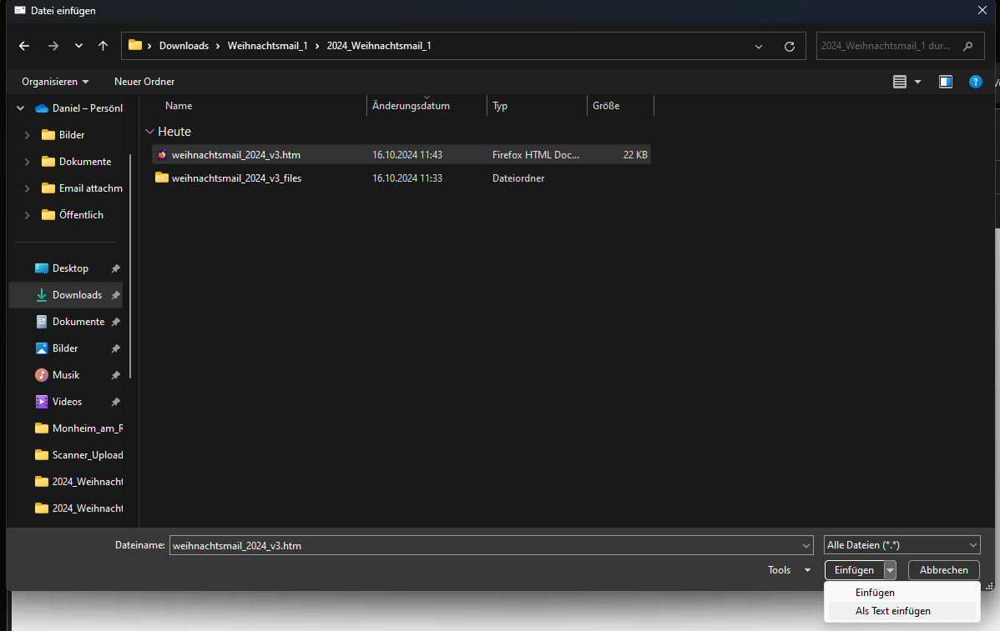 Datei einfügen
Downloads › Weihnachtsmail_1 › 2024_Weihnachtsmail_1
2024_Weihnachtsmail_1 dur...
Organisieren
Neuer Ordner
Daniel – Persönl
Bilder
Dokumente
Email attachm
Öffentlich
Desktop
Downloads
Dokumente
Bilder
Musik
Videos
Monheim_am_R
Scanner_Upload
2024_Weihnacht
2024_Weihnacht
Name Änderungsdatum Typ Größe
Heute
weihnachtsmail_2024_v3.htm 16.10.2024 11:43 Firefox HTML Doc... 22 KB
weihnachtsmail_2024_v3_files 16.10.2024 11:33 Dateiordner
Dateiname: weihnachtsmail_2024_v3.htm Alle Dateien (*.*)
Tools Einfügen Abbrechen
Einfügen
Als Text einfügen